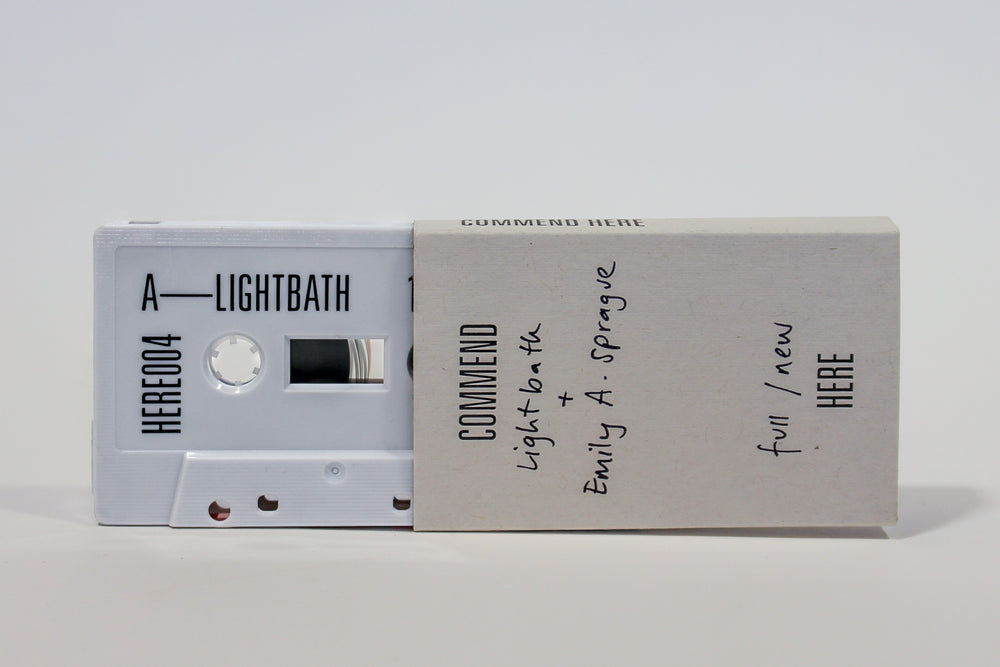 A—LIGHTBATH
HERE004
COMMEND HERE
COMMEND
Lightbath
+
Emily A. Sprague
full / new
HERE